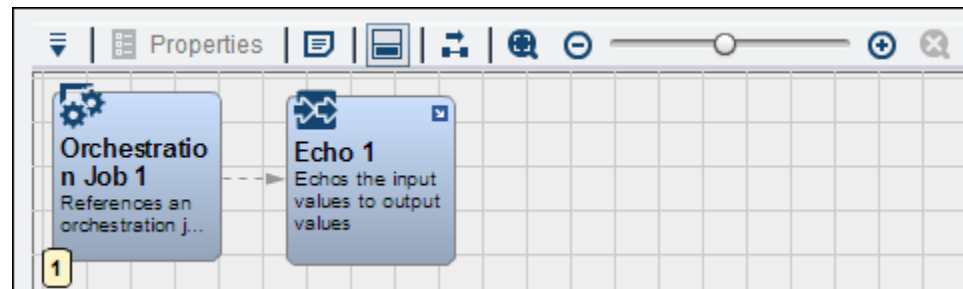 Properties
Orchestratio
n Job 1
References an
orchestration j...
1
Echo 1
Echos the input
values to output
values